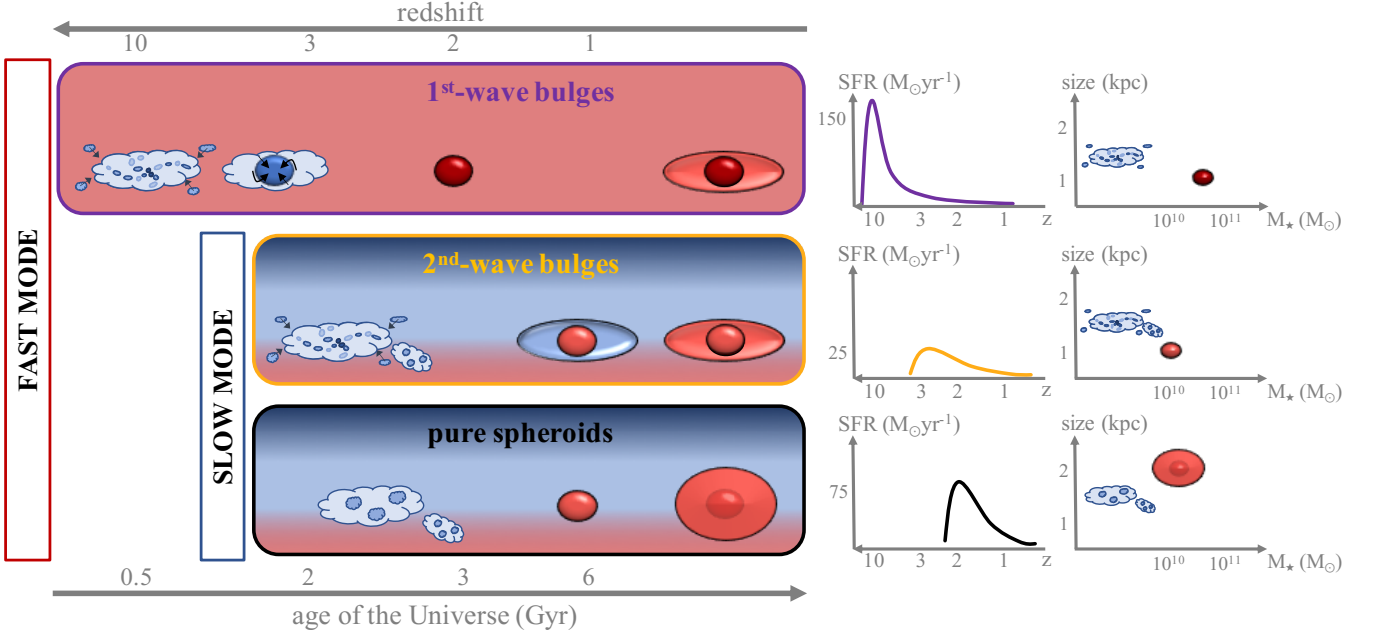 redshift
10 3 2 1
FAST MODE
SLOW MODE
1st-wave bulges
2nd-wave bulges
pure spheroids
0.5 2 3 6
age of the Universe (Gyr)
SFR (M☉yr-1)
150
10 3 2 1 z
size (kpc)
2
1
10¹⁰ 10¹¹ M★ (M☉)
SFR (M☉yr-1)
25
10 3 2 1 z
size (kpc)
2
1
10¹⁰ 10¹¹ M★ (M☉)
SFR (M☉yr-1)
75
10 3 2 1 z
size (kpc)
2
1
10¹⁰ 10¹¹ M★ (M☉)